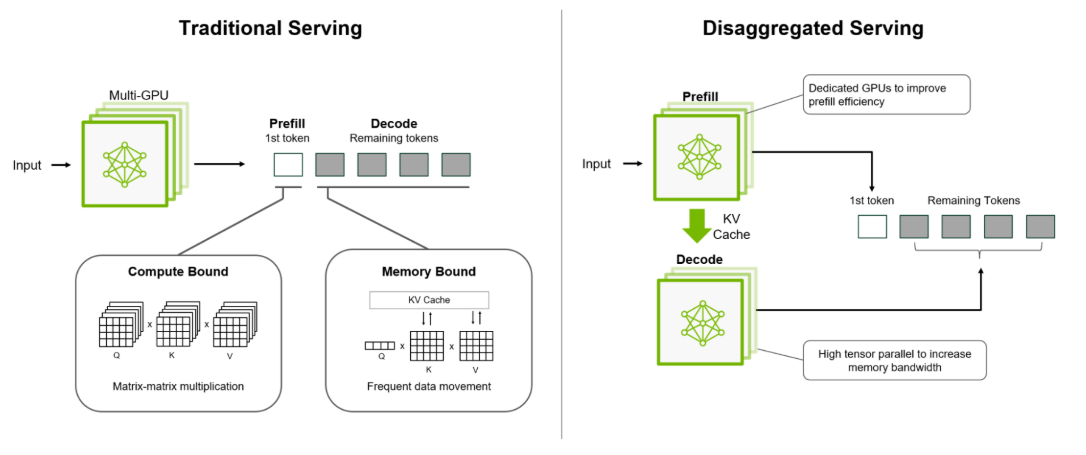 Traditional Serving
Multi-GPU
Input
Prefill
1st token
Decode
Remaining tokens
Compute Bound
Q
x
K
x
V
Matrix-matrix multiplication
Memory Bound
KV Cache
Q
x
K
x
V
Frequent data movement
Disaggregated Serving
Prefill
Dedicated GPUs to improve
prefill efficiency
Input
1st token
Remaining Tokens
KV
Cache
Decode
High tensor parallel to increase
memory bandwidth